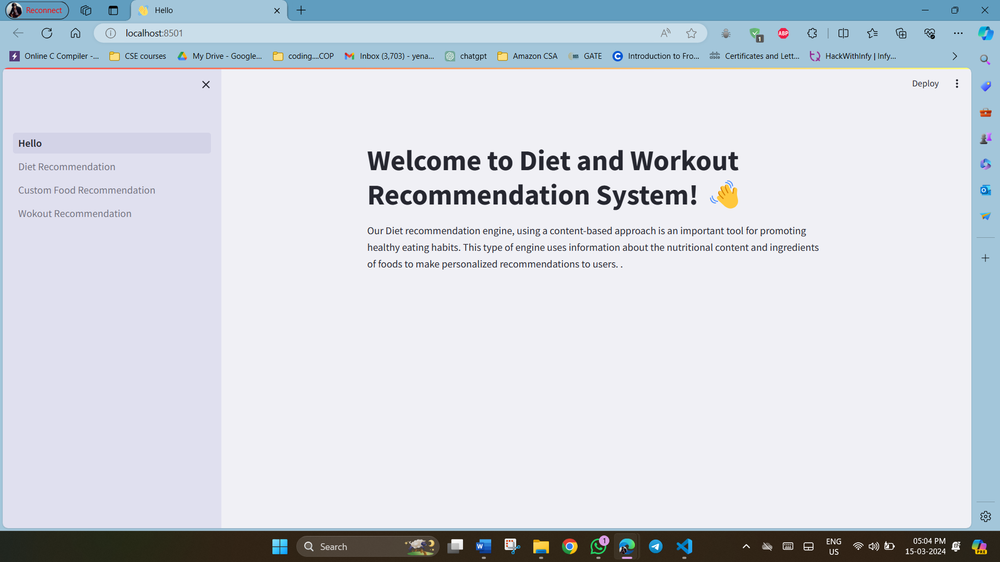 Reconnect
Hello
localhost:8501
1
ABP
Online C Compiler -...
CSE courses
My Drive - Google...
coding....COP
Inbox (3,703) - yena...
chatgpt
Amazon CSA
GATE
Introduction to Fro...
Certificates and Lett...
HackWithInfy | Infy...
Deploy
Hello
Diet Recommendation
Custom Food Recommendation
Wokout Recommendation
Welcome to Diet and Workout
Recommendation System! 👋
Our Diet recommendation engine, using a content-based approach is an important tool for promoting
healthy eating habits. This type of engine uses information about the nutritional content and ingredients
of foods to make personalized recommendations to users. .
Search
1
ENG
US
05:04 PM
15-03-2024
PRE